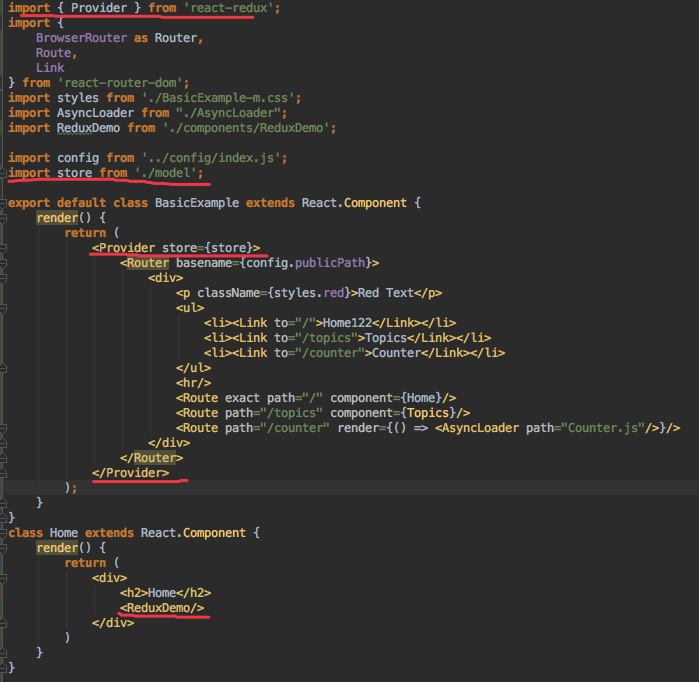 import { Provider } from 'react-redux';
import {
    BrowserRouter as Router,
    Route,
    Link
} from 'react-router-dom';
import styles from './BasicExample-m.css';
import AsyncLoader from "./AsyncLoader";
import ReduxDemo from './components/ReduxDemo';
import config from '../config/index.js';
import store from './model';
export default class BasicExample extends React.Component {
    render() {
        return (
            <Provider store={store}>
                <Router basename={config.publicPath}>
                    <div>
                        <p className={styles.red}>Red Text</p>
                        <ul>
                            <li><Link to="/">Home122</Link></li>
                            <li><Link to="/topics">Topics</Link></li>
                            <li><Link to="/counter">Counter</Link></li>
                        </ul>
                        <hr/>
                        <Route exact path="/" component={Home}/>
                        <Route path="/topics" component={Topics}/>
                        <Route path="/counter" render={() => <AsyncLoader path="Counter.js"/>}/>
                    </div>
                </Router>
            </Provider>
        );
    }
}
class Home extends React.Component {
    render() {
        return (
            <div>
                <h2>Home</h2>
                <ReduxDemo/>
            </div>
        )
    }
}